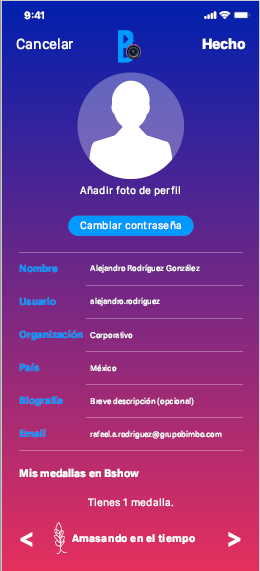 9:41
Cancelar B Hecho
Añadir foto de perfil
Cambiar contraseña
Nombre Alejandro Rodríguez González
Usuario alejandro.rodriguez
Organización Corporativo
País México
Biografía Breve descripción (opcional)
Email rafael.a.rodriguez@grupobimbo.com
Mis medallas en Bshow
Tienes 1 medalla.
< Amasando en el tiempo >